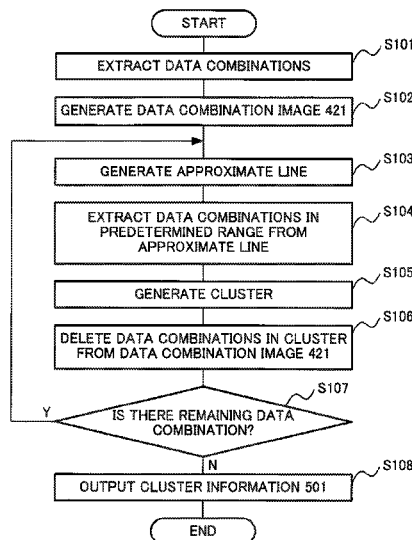 START
S101
EXTRACT DATA COMBINATIONS
S102
GENERATE DATA COMBINATION IMAGE 421
S103
GENERATE APPROXIMATE LINE
S104
EXTRACT DATA COMBINATIONS IN
PREDETERMINED RANGE FROM
APPROXIMATE LINE
S105
GENERATE CLUSTER
S106
DELETE DATA COMBINATIONS IN CLUSTER
FROM DATA COMBINATION IMAGE 421
S107
Y
IS THERE REMAINING DATA
COMBINATION?
N
S108
OUTPUT CLUSTER INFORMATION 501
END